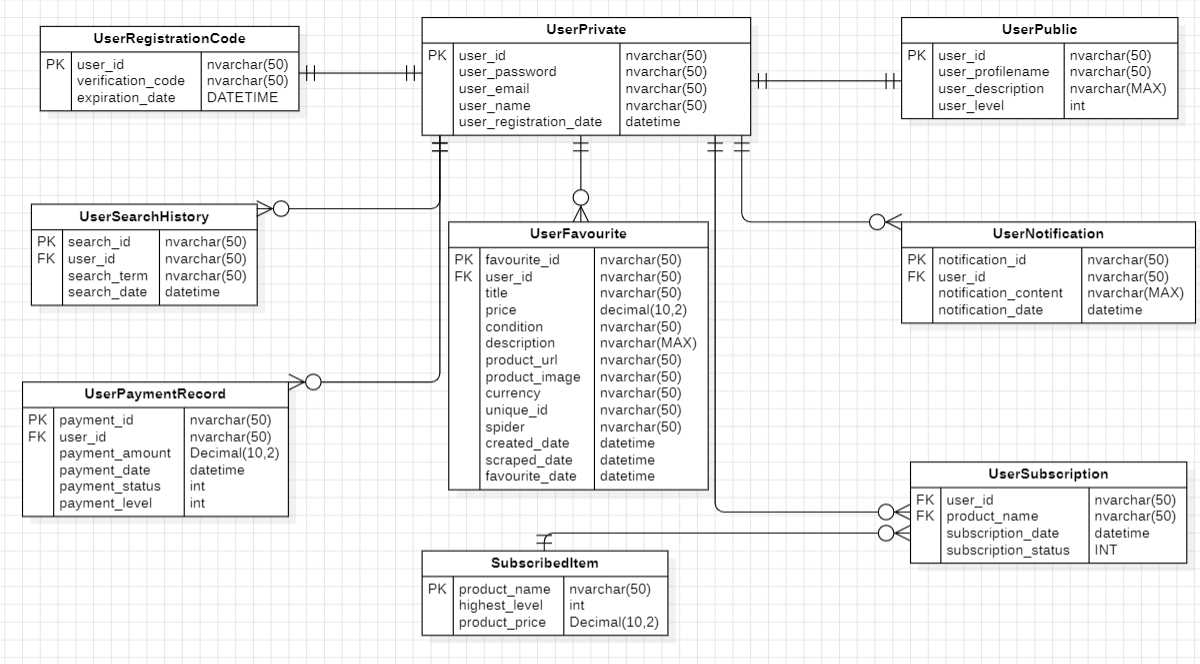 UserRegistrationCode
PK user_id nvarchar(50)
verification_code nvarchar(50)
expiration_date DATETIME
UserPrivate
PK user_id nvarchar(50)
user_password nvarchar(50)
user_email nvarchar(50)
user_name nvarchar(50)
user_registration_date datetime
UserPublic
PK user_id nvarchar(50)
user_profilename nvarchar(50)
user_description nvarchar(MAX)
user_level int
UserSearchHistory
PK search_id nvarchar(50)
FK user_id nvarchar(50)
search_term nvarchar(50)
search_date datetime
UserFavourite
PK favourite_id nvarchar(50)
FK user_id nvarchar(50)
title nvarchar(50)
price decimal(10,2)
condition nvarchar(50)
description nvarchar(MAX)
product_url nvarchar(50)
product_image nvarchar(50)
currency nvarchar(50)
unique_id nvarchar(50)
spider nvarchar(50)
created_date datetime
scraped_date datetime
favourite_date datetime
UserNotification
PK notification_id nvarchar(50)
FK user_id nvarchar(50)
notification_content nvarchar(MAX)
notification_date datetime
UserPaymentRecord
PK payment_id nvarchar(50)
FK user_id nvarchar(50)
payment_amount Decimal(10,2)
payment_date datetime
payment_status int
payment_level int
UserSubscription
FK user_id nvarchar(50)
FK product_name nvarchar(50)
subscription_date datetime
subscription_status INT
SubscribedItem
PK product_name nvarchar(50)
highest_level int
product_price Decimal(10,2)